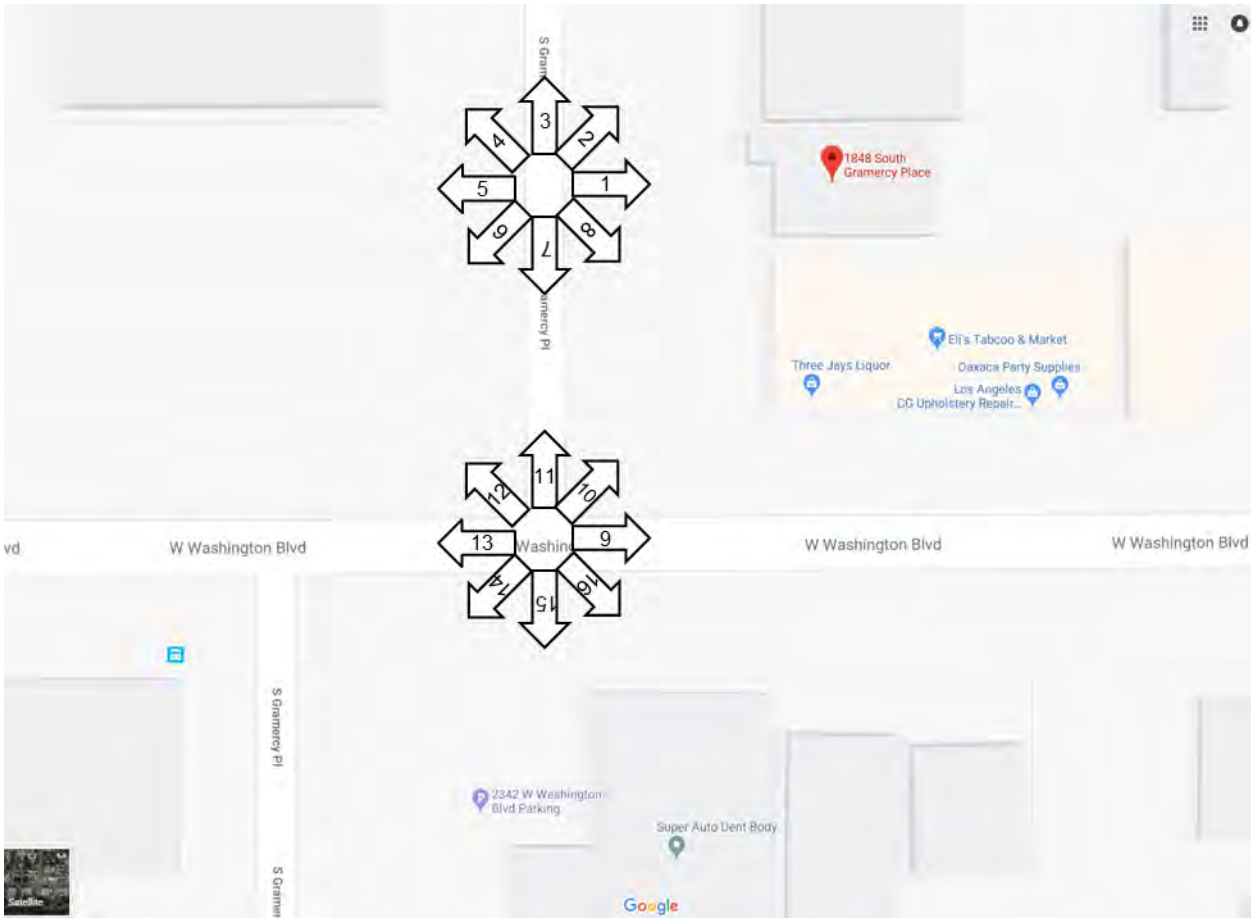 S Gram
3
4
2
5
1
6
8
7
1848 South
Gramercy Place
amercy Pl
Eli's Tabcoo & Market
Three Jays Liquor
Oaxaca Party Supplies
Los Angeles
CG Upholstery Repair...
11
12
10
13
Washing
9
14
16
15
vd
W Washington Blvd
W Washington Blvd
W Washington Blvd
S Gramercy Pl
2342 W Washington
Blvd Parking
Super Auto Dent Body
S Gramer
Satellite
Google